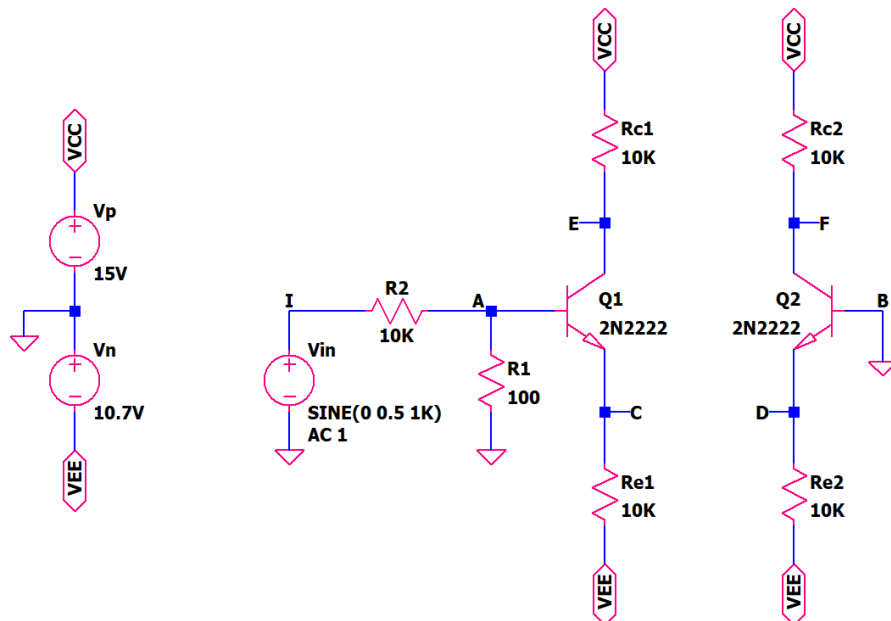 VCC
VCC
VCC
Rc1
10K
Rc2
10K
Vp
15V
E
F
I
R2
10K
A
Q1
2N2222
Q2
2N2222
B
Vn
10.7V
Vin
SINE(0 0.5 1K)
AC 1
R1
100
C
D
Re1
10K
Re2
10K
VEE
VEE
VEE